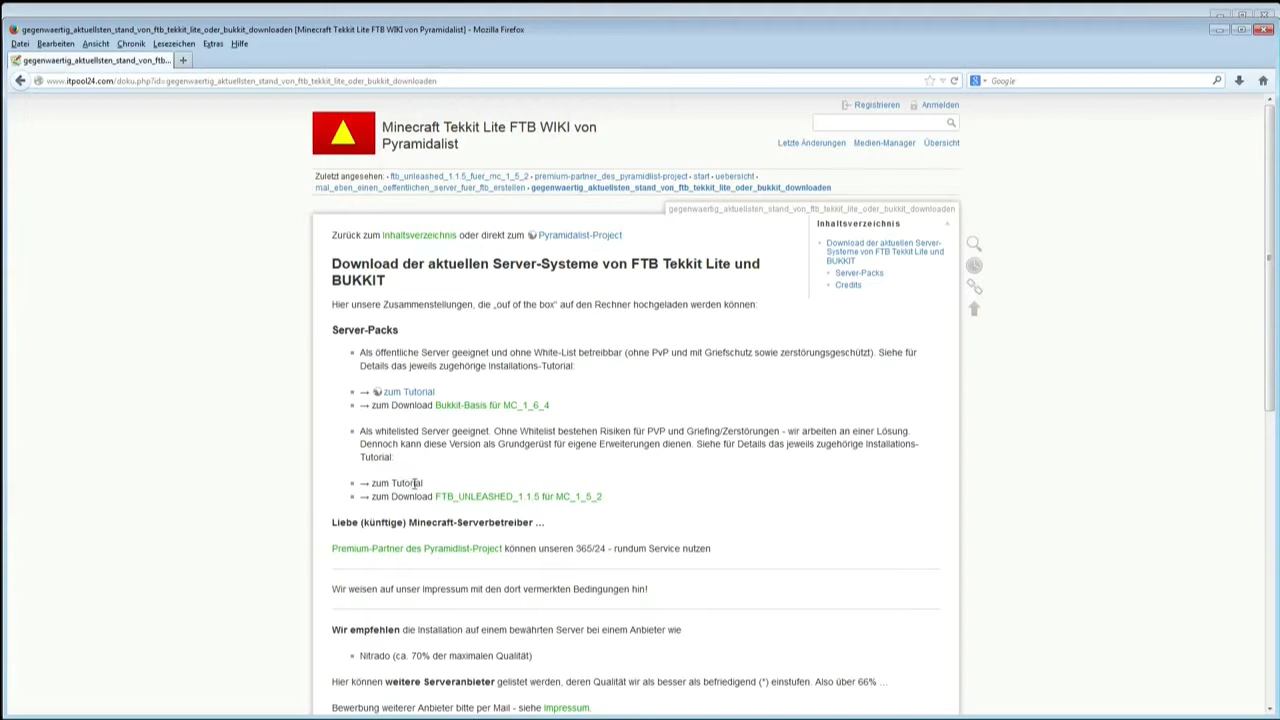 gegenwaertig_aktuellsten_stand_von_ftb_tekkit_lite_oder_bukkit_downloaden [Minecraft Tekkit Lite FTB WIKI von Pyramidalist] - Mozilla Firefox
Datei Bearbeiten Ansicht Chronik Lesezeichen Extras Hilfe
gegenwaertig_aktuellsten_stand_von_ftb...
www.itpool24.com/doku.php?id=gegenwaertig_aktuellsten_stand_von_ftb_tekkit_lite_oder_bukkit_downloaden
Google
Registrieren Anmelden
Minecraft Tekkit Lite FTB WIKI von
Pyramidalist
Letzte Änderungen Medien-Manager Übersicht
Zuletzt angesehen: • ftb_unleashed_1.1.5_fuer_mc_1_5_2 • premium-partner_des_pyramidlist-project • start • uebersicht •
mal_eben_einen_oeffentlichen_server_fuer_ftb_erstellen • gegenwaertig_aktuellsten_stand_von_ftb_tekkit_lite_oder_bukkit_downloaden
gegenwaertig_aktuellsten_stand_von_ftb_tekkit_lite_oder_bukkit_downloaden
Zurück zum Inhaltsverzeichnis oder direkt zum Pyramidalist-Project
Inhaltsverzeichnis
Download der aktuellen Server-
Systeme von FTB Tekkit Lite und
BUKKIT
Server-Packs
Credits
Download der aktuellen Server-Systeme von FTB Tekkit Lite und
BUKKIT
Hier unsere Zusammenstellungen, die „ouf of the box“ auf den Rechner hochgeladen werden können:
Server-Packs
Als öffentliche Server geeignet und ohne White-List betreibbar (ohne PvP und mit Griefschutz sowie zerstörungsgeschützt). Siehe für
Details das jeweils zugehörige Installations-Tutorial:
→ zum Tutorial
→ zum Download Bukkit-Basis für MC_1_6_4
Als whitelisted Server geeignet. Ohne Whitelist bestehen Risiken für PVP und Griefing/Zerstörungen - wir arbeiten an einer Lösung.
Dennoch kann diese Version als Grundgerüst für eigene Erweiterungen dienen. Siehe für Details das jeweils zugehörige Installations-
Tutorial:
→ zum Tutorial
→ zum Download FTB_UNLEASHED_1.1.5 für MC_1_5_2
Liebe (künftige) Minecraft-Serverbetreiber ...
Premium-Partner des Pyramidlist-Project können unseren 365/24 - rundum Service nutzen
Wir weisen auf unser Impressum mit den dort vermerkten Bedingungen hin!
Wir empfehlen die Installation auf einem bewährten Server bei einem Anbieter wie
Nitrado (ca. 70% der maximalen Qualität)
Hier können weitere Serveranbieter gelistet werden, deren Qualität wir als besser als befriedigend (*) einstufen. Also über 66% ...
Bewerbung weiterer Anbieter bitte per Mail - siehe Impressum.